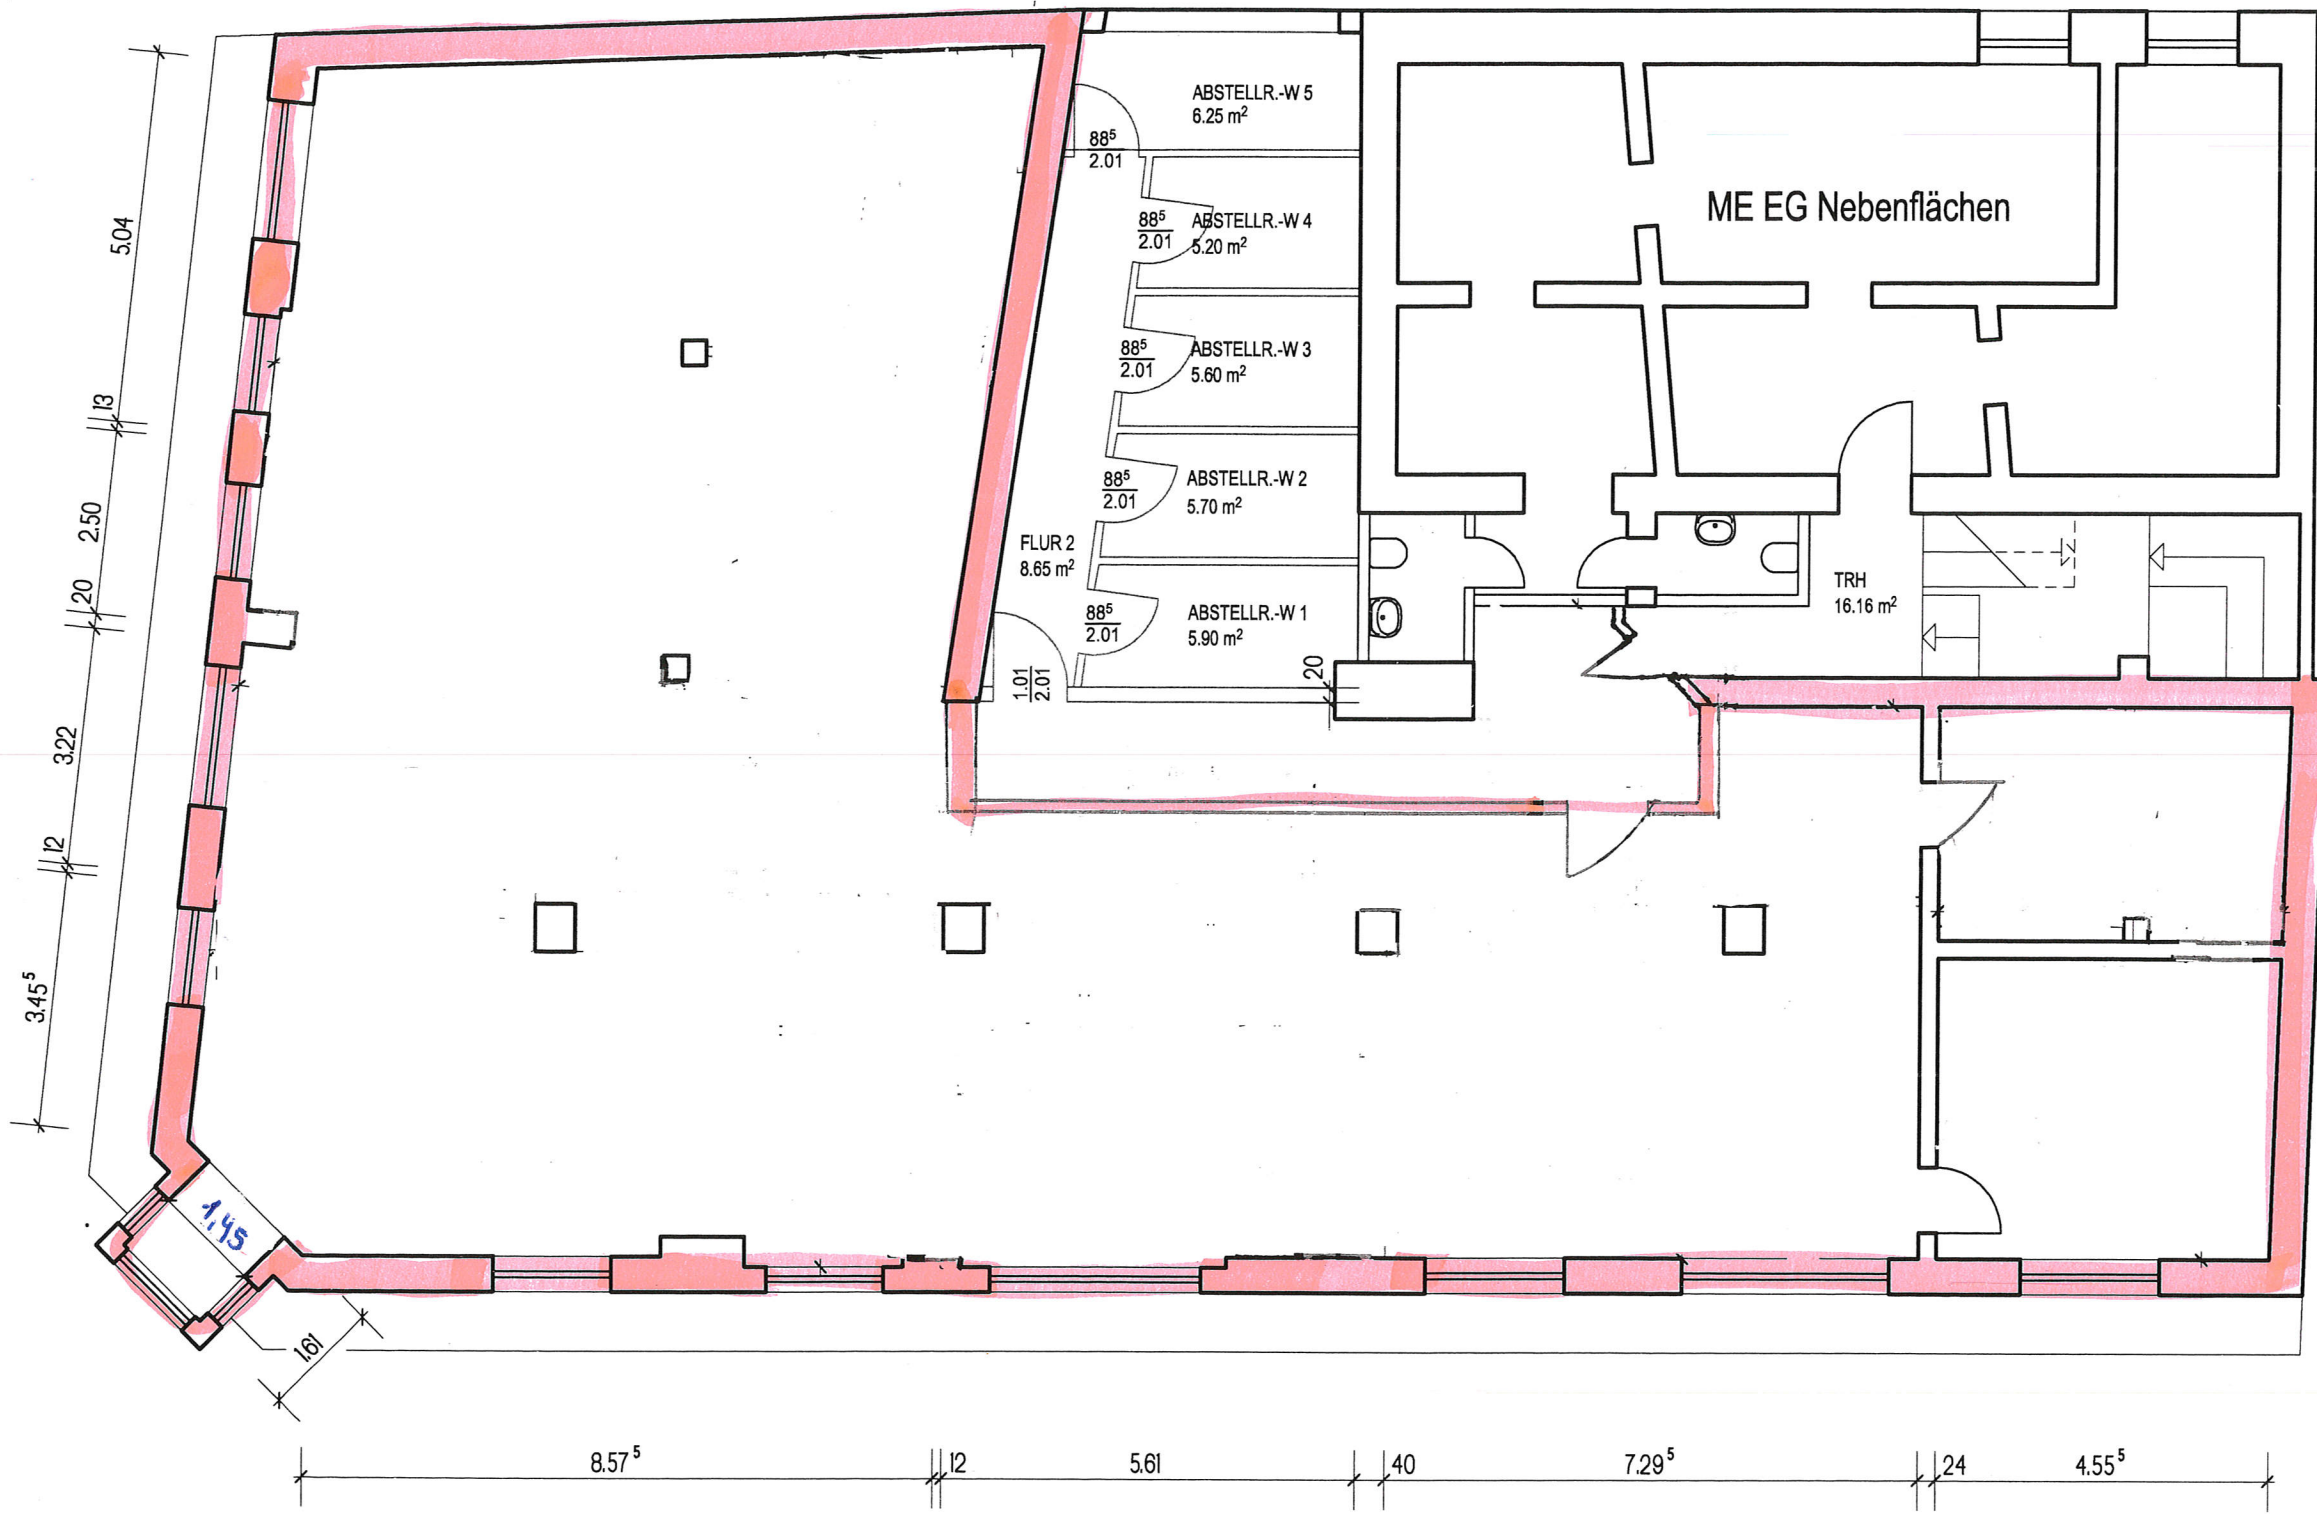 ABSTELLR.-W 5
6.25 m²
88⁵
2.01
ABSTELLR.-W 4
5.20 m²
88⁵
2.01
ABSTELLR.-W 3
5.60 m²
88⁵
2.01
ABSTELLR.-W 2
5.70 m²
88⁵
2.01
FLUR 2
8.65 m²
ABSTELLR.-W 1
5.90 m²
88⁵
2.01
1.01
2.01
20
ME EG Nebenflächen
TRH
16.16 m²
5.04
13
2.50
20
3.22
12
3.45⁵
1,45
1.61
8.57⁵
12
5.61
40
7.29⁵
24
4.55⁵